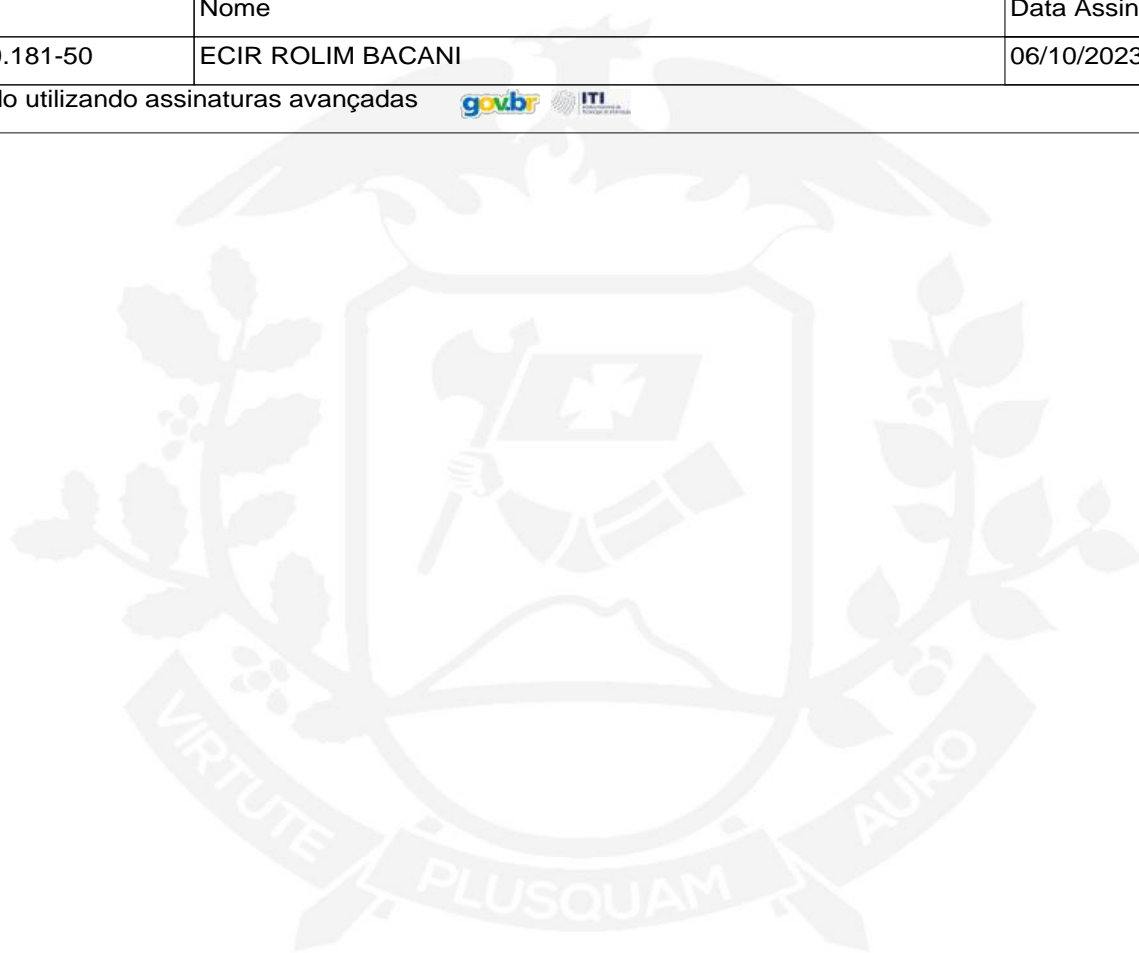 Nome Data Assin
.181-50 ECIR ROLIM BACANI 06/10/2023
o utilizando assinaturas avançadas gov.br ITI
VIRTUTE PLUSQUAM AURO